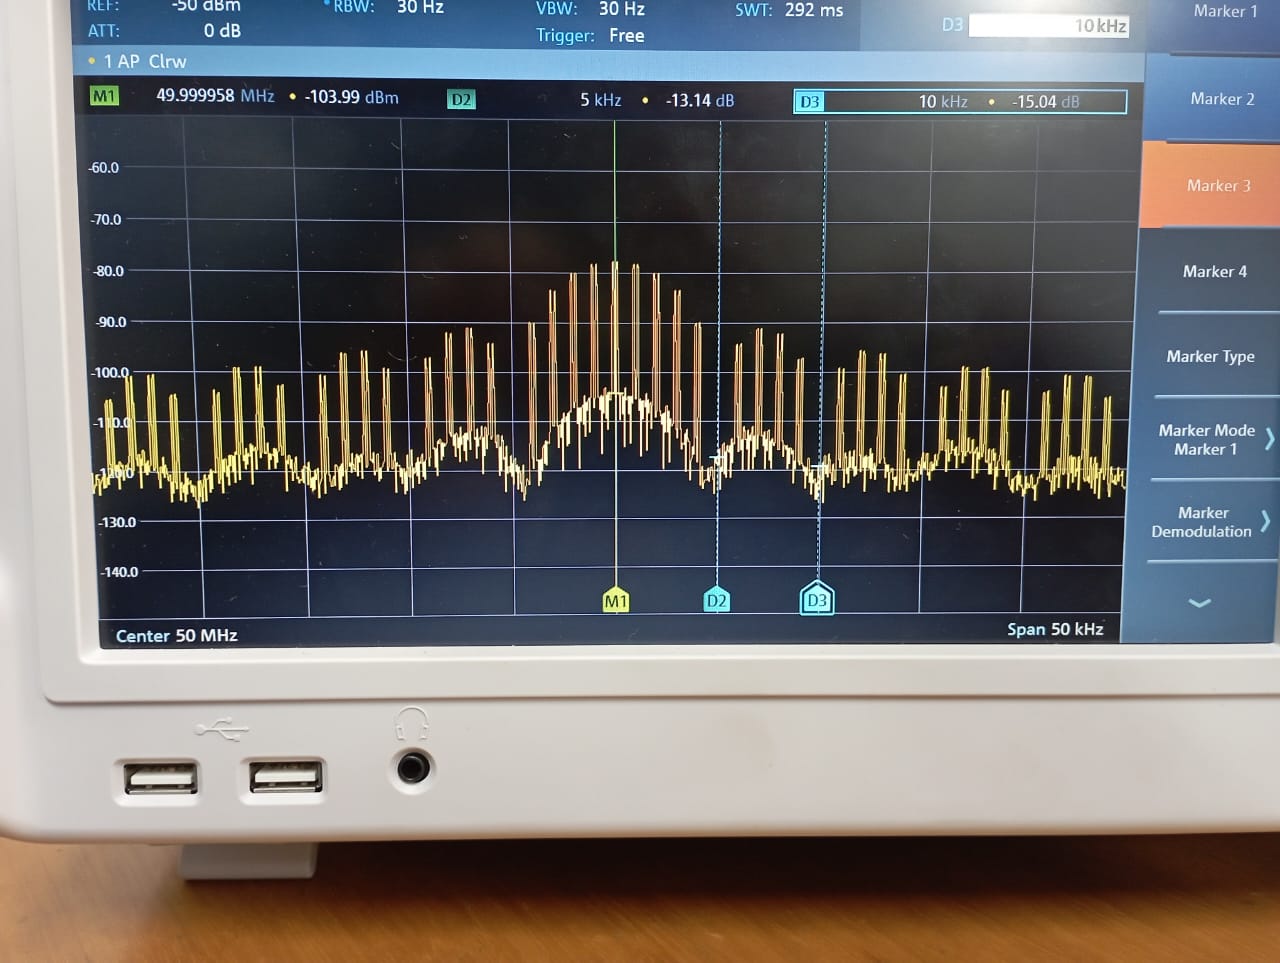 REF: -50 dBm RBW: 30 Hz VBW: 30 Hz SWT: 292 ms
ATT: 0 dB Trigger: Free D3 10 kHz
1 AP Clrw
M1 49.999958 MHz -103.99 dBm D2 5 kHz -13.14 dB D3 10 kHz -15.04 dB
-60.0
-70.0
-80.0
-90.0
-100.0
-110.0
-120.0
-130.0
-140.0
M1 D2 D3
Center 50 MHz Span 50 kHz
Marker 1
Marker 2
Marker 3
Marker 4
Marker Type
Marker Mode
Marker 1
Marker
Demodulation